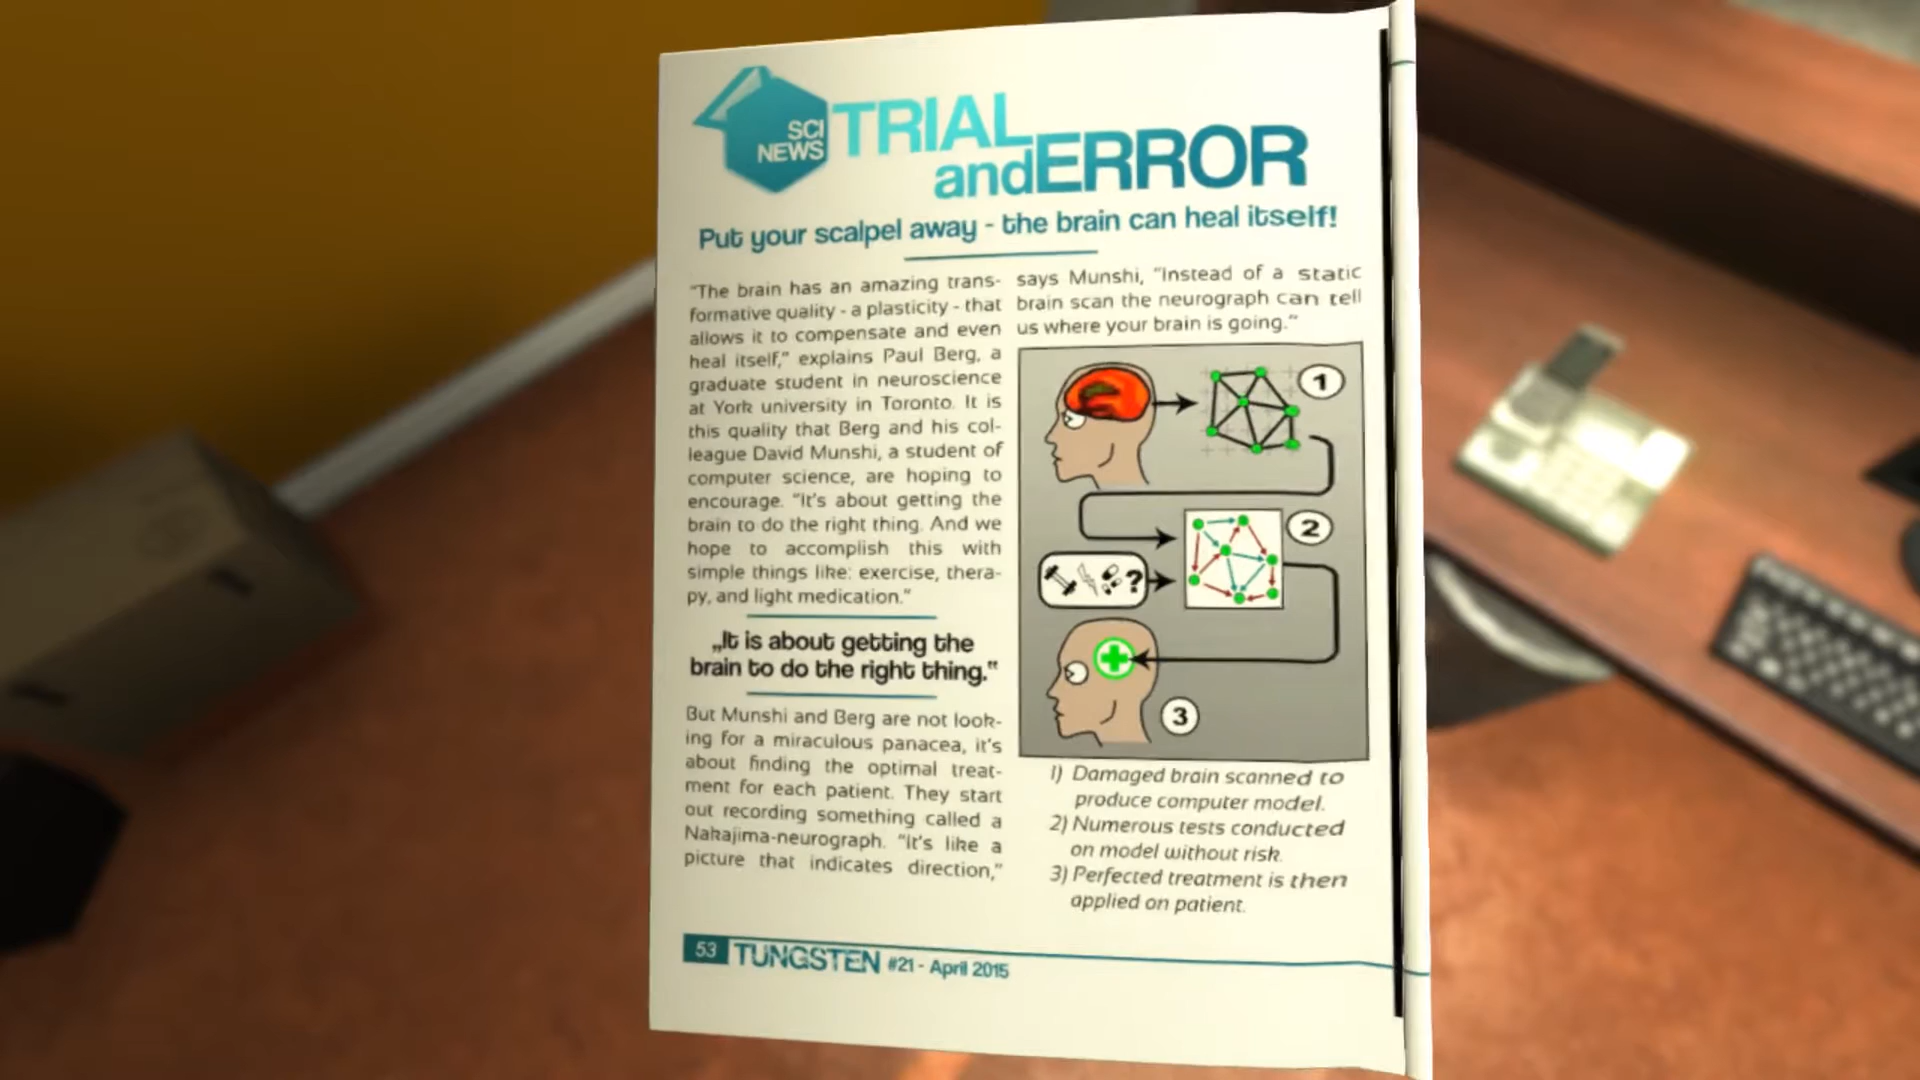 SCI
NEWS
TRIAL
andERROR
Put your scalpel away - the brain can heal itself!
"The brain has an amazing trans-
formative quality - a plasticity - that
allows it to compensate and even
heal itself," explains Paul Berg, a
graduate student in neuroscience
at York university in Toronto. It is
this quality that Berg and his col-
league David Munshi, a student of
computer science, are hoping to
encourage. "It's about getting the
brain to do the right thing. And we
hope to accomplish this with
simple things like: exercise, thera-
py, and light medication."
„It is about getting the
brain to do the right thing."
But Munshi and Berg are not look-
ing for a miraculous panacea, it's
about finding the optimal treat-
ment for each patient. They start
out recording something called a
Nakajima-neurograph. "It's like a
picture that indicates direction,"
says Munshi, "Instead of a static
brain scan the neurograph can tell
us where your brain is going."
1
2
?
3
1) Damaged brain scanned to
produce computer model.
2) Numerous tests conducted
on model without risk.
3) Perfected treatment is then
applied on patient.
53 TUNGSTEN #21 - April 2015